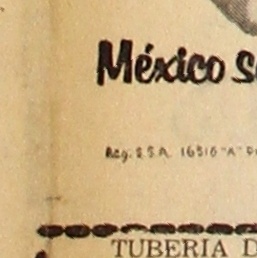 México
Reg. S.S.A. 16516 "A"
TUBERIA D